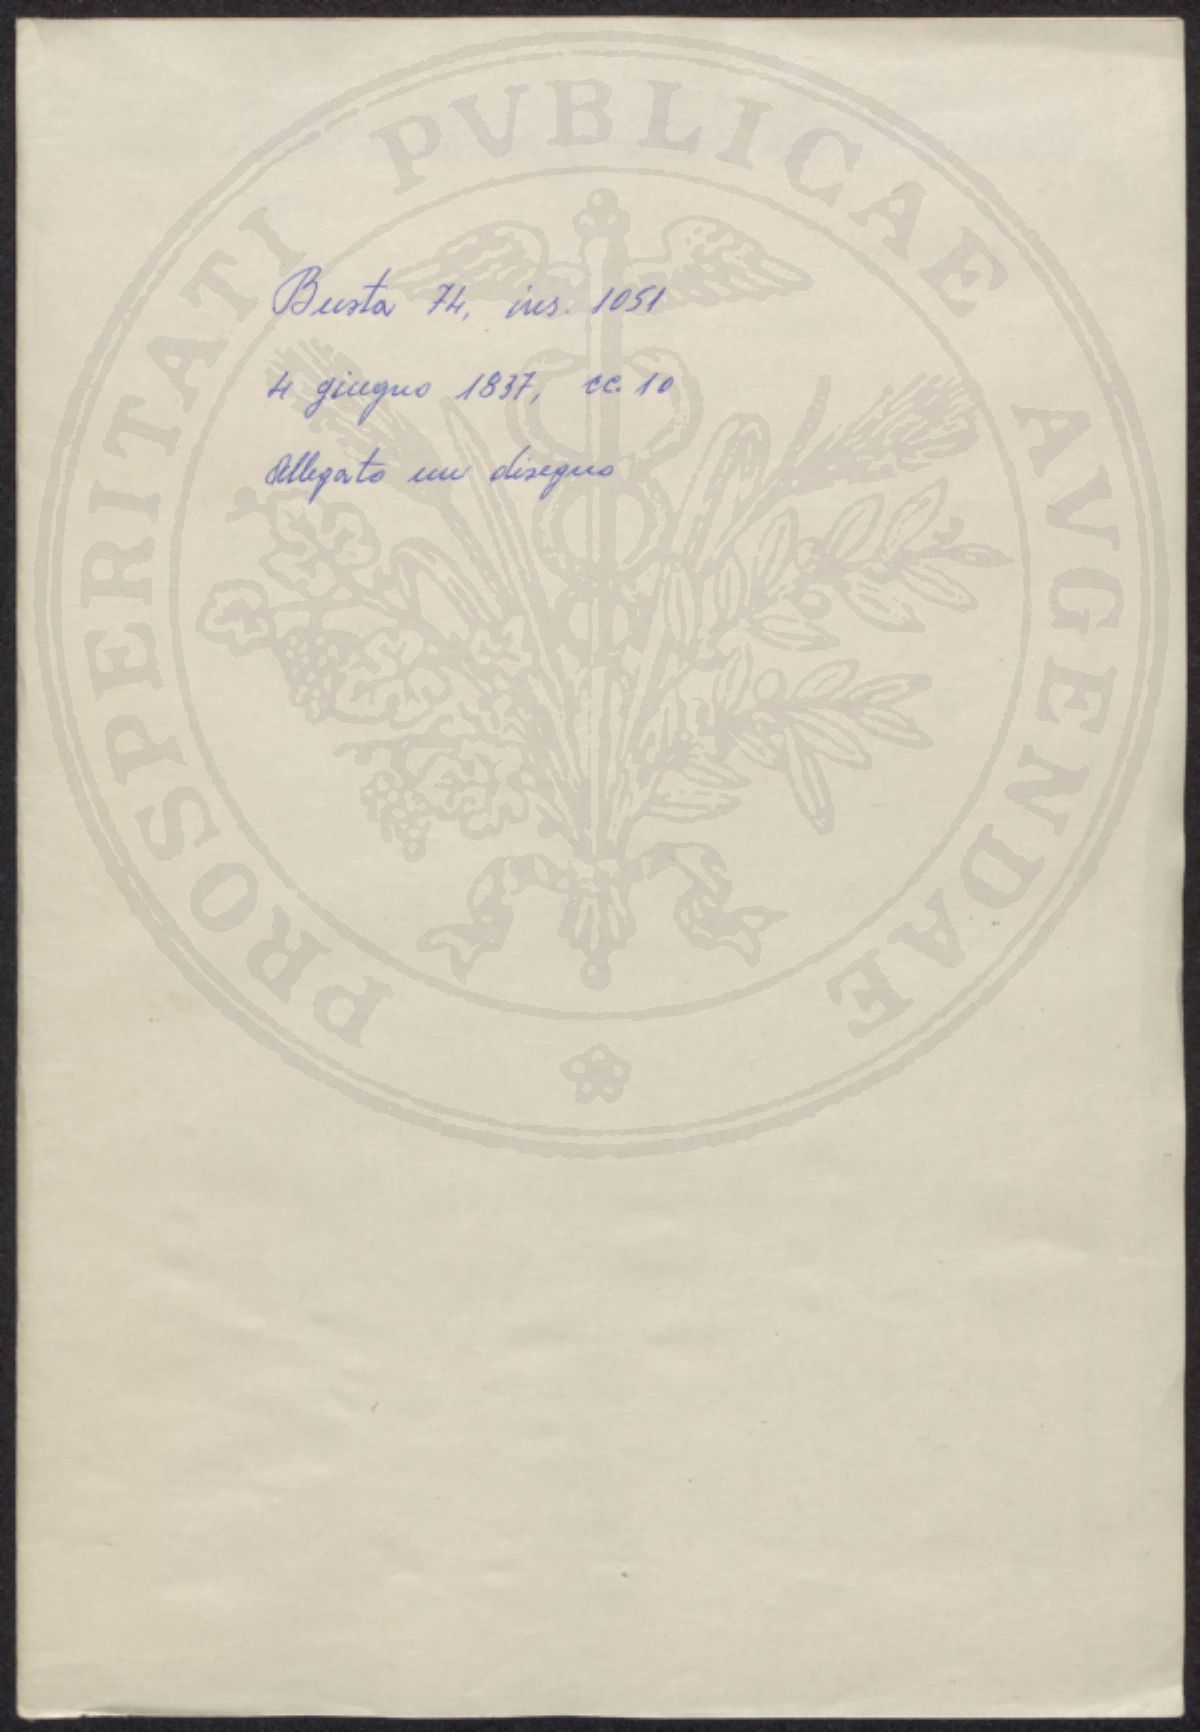 Busta 74, ins. 1051
4 giugno 1837, cc. 10
Allegato un disegno
PROSPERITATI PVBLICAE AVGENDAE